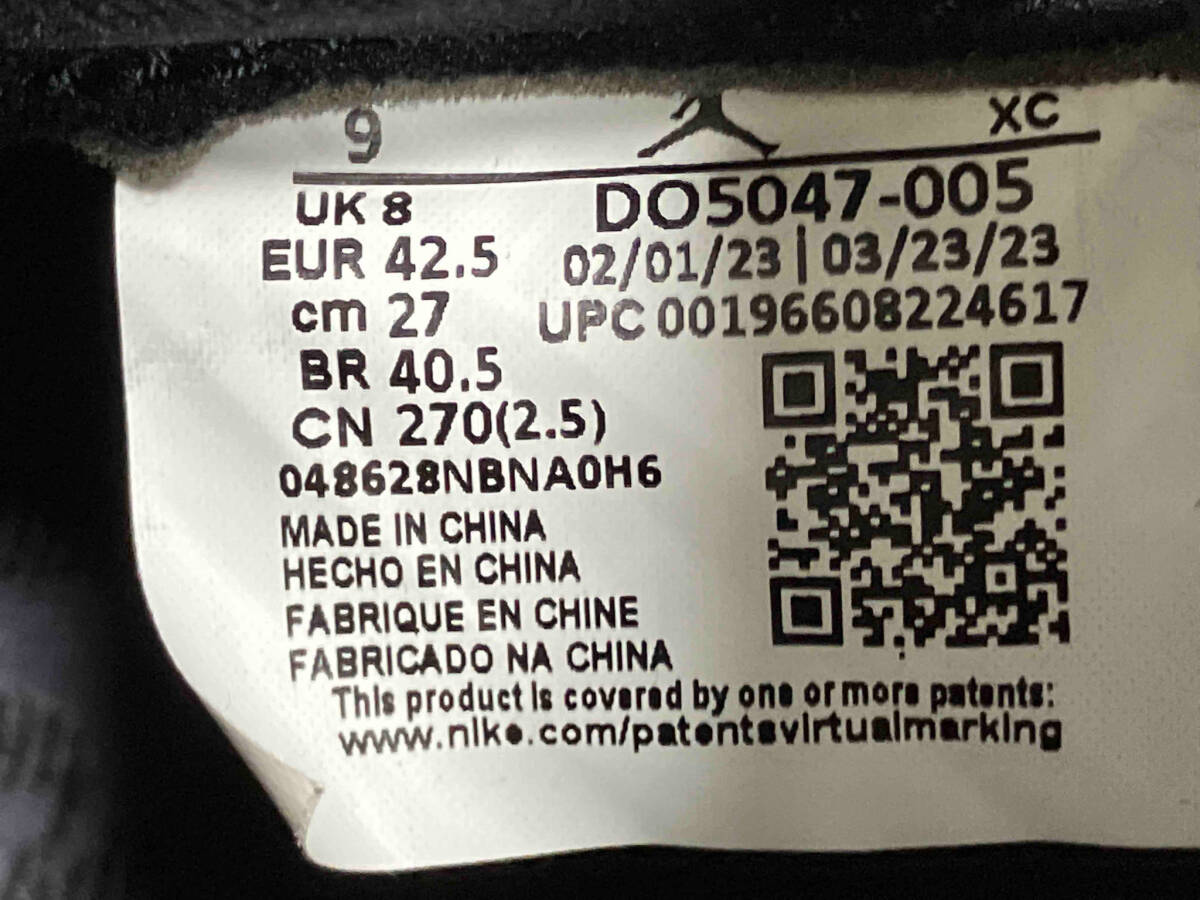 9 XC
UK 8 DO5047-005
EUR 42.5 02/01/23 | 03/23/23
cm 27 UPC 00196608224617
BR 40.5
CN 270(2.5)
048628NBNA0H6
MADE IN CHINA
HECHO EN CHINA
FABRIQUE EN CHINE
FABRICADO NA CHINA
This product is covered by one or more patents:
www.nike.com/patentsvirtualmarking